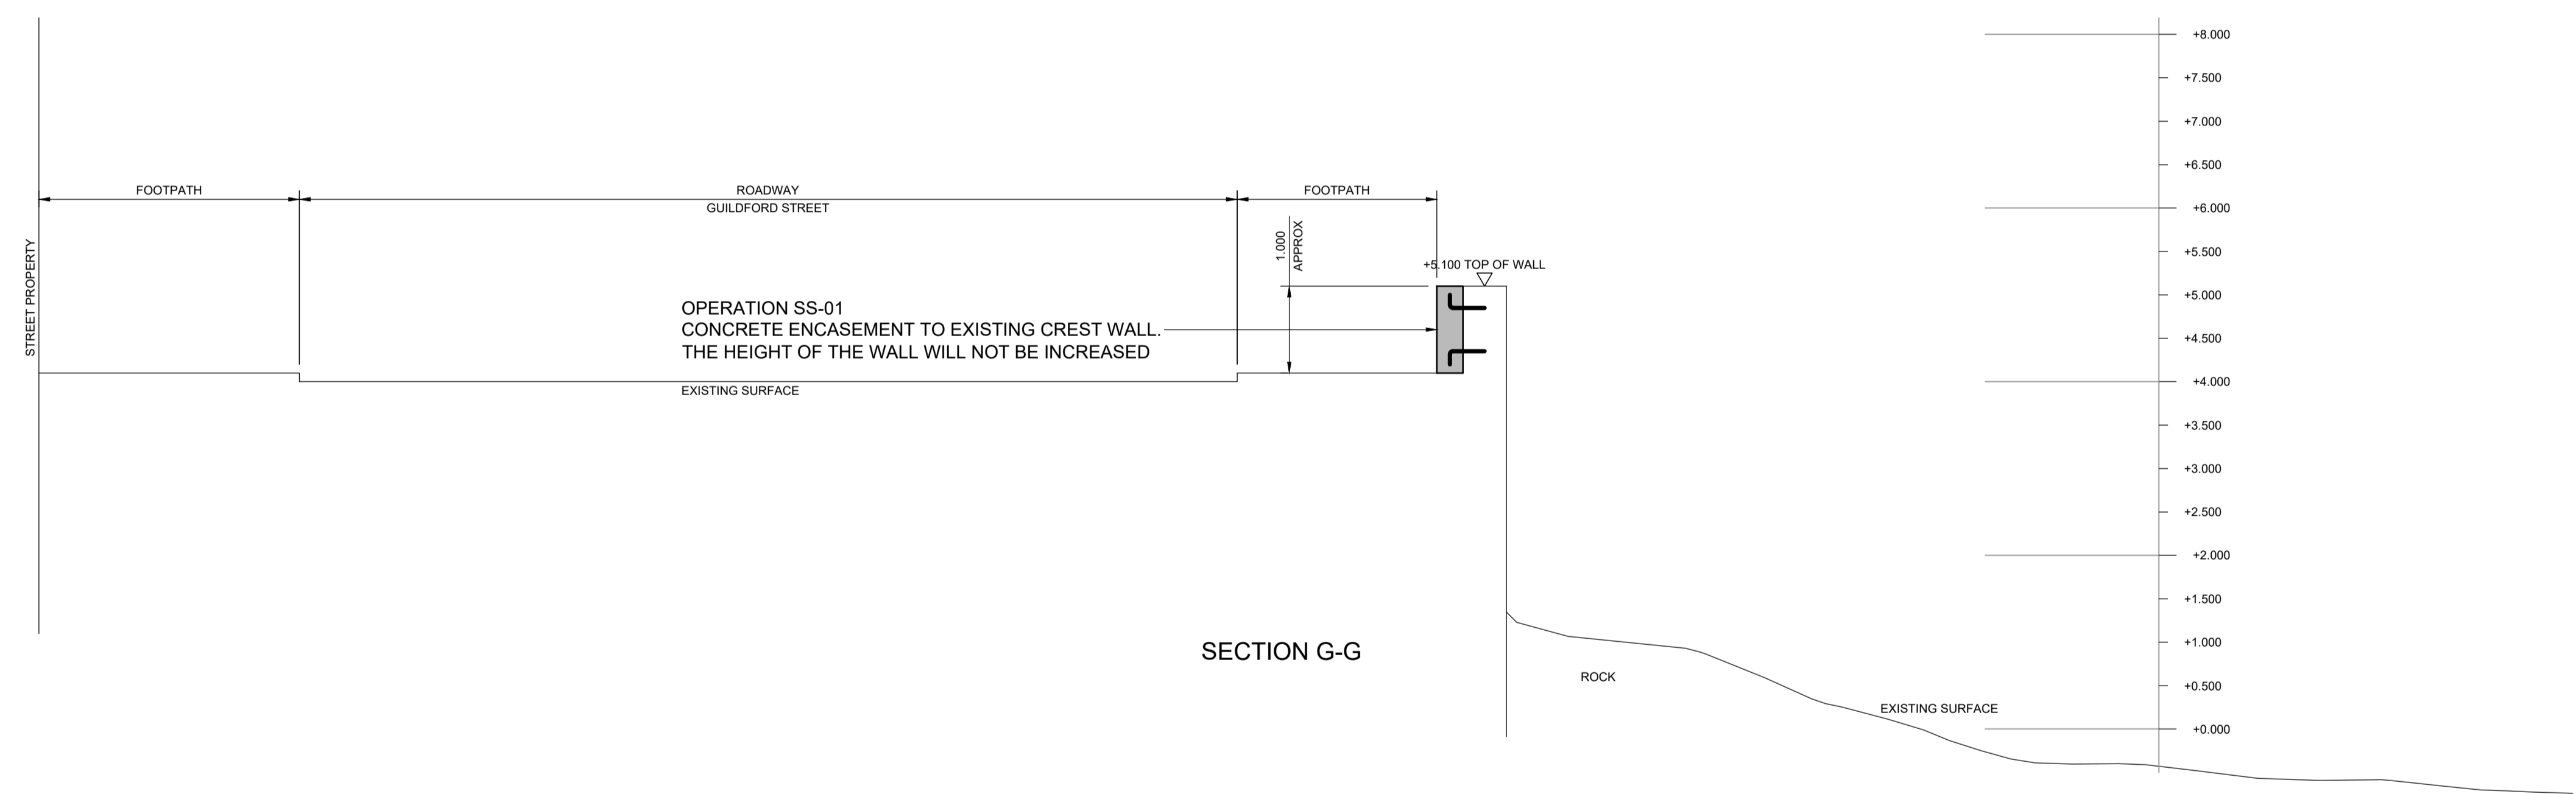 FOOTPATH
ROADWAY
FOOTPATH
GUILDFORD STREET
STREET PROPERTY
1.000
APPROX
+5.100 TOP OF WALL
OPERATION SS-01
CONCRETE ENCASEMENT TO EXISTING CREST WALL.
THE HEIGHT OF THE WALL WILL NOT BE INCREASED
EXISTING SURFACE
SECTION G-G
ROCK
EXISTING SURFACE
+8.000
+7.500
+7.000
+6.500
+6.000
+5.500
+5.000
+4.500
+4.000
+3.500
+3.000
+2.500
+2.000
+1.500
+1.000
+0.500
+0.000